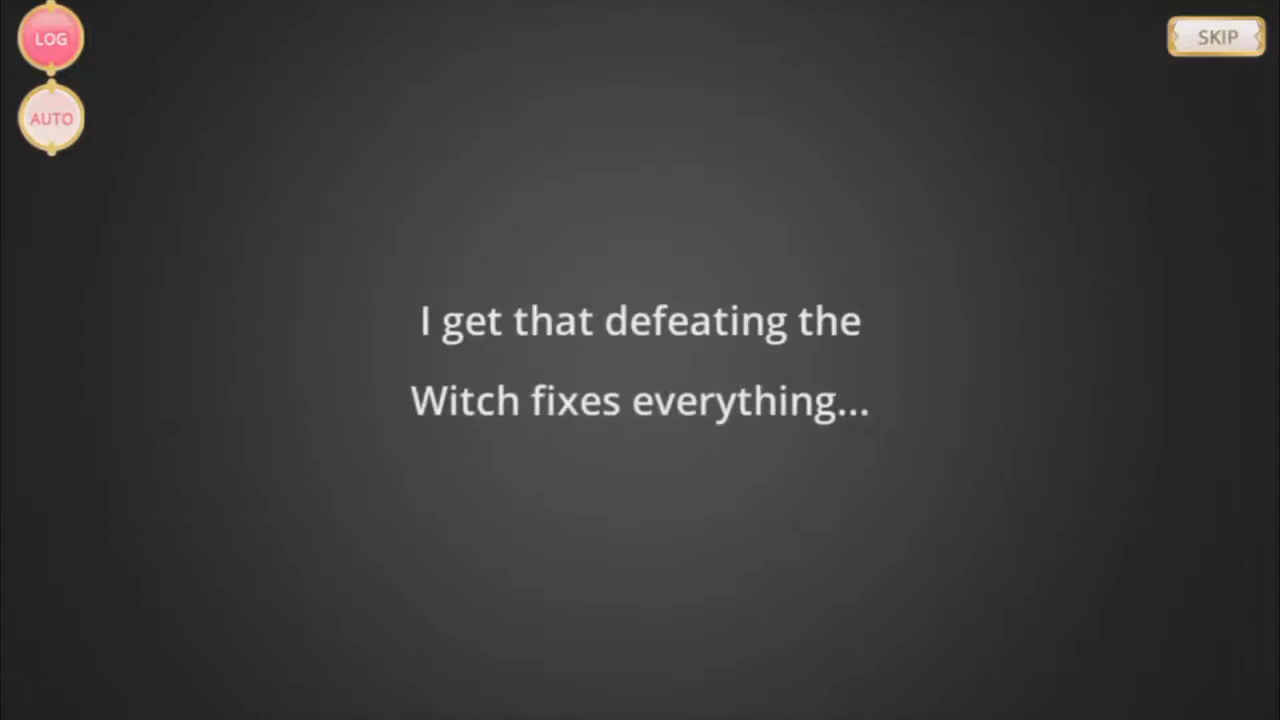 LOG
SKIP
AUTO
I get that defeating the
Witch fixes everything...